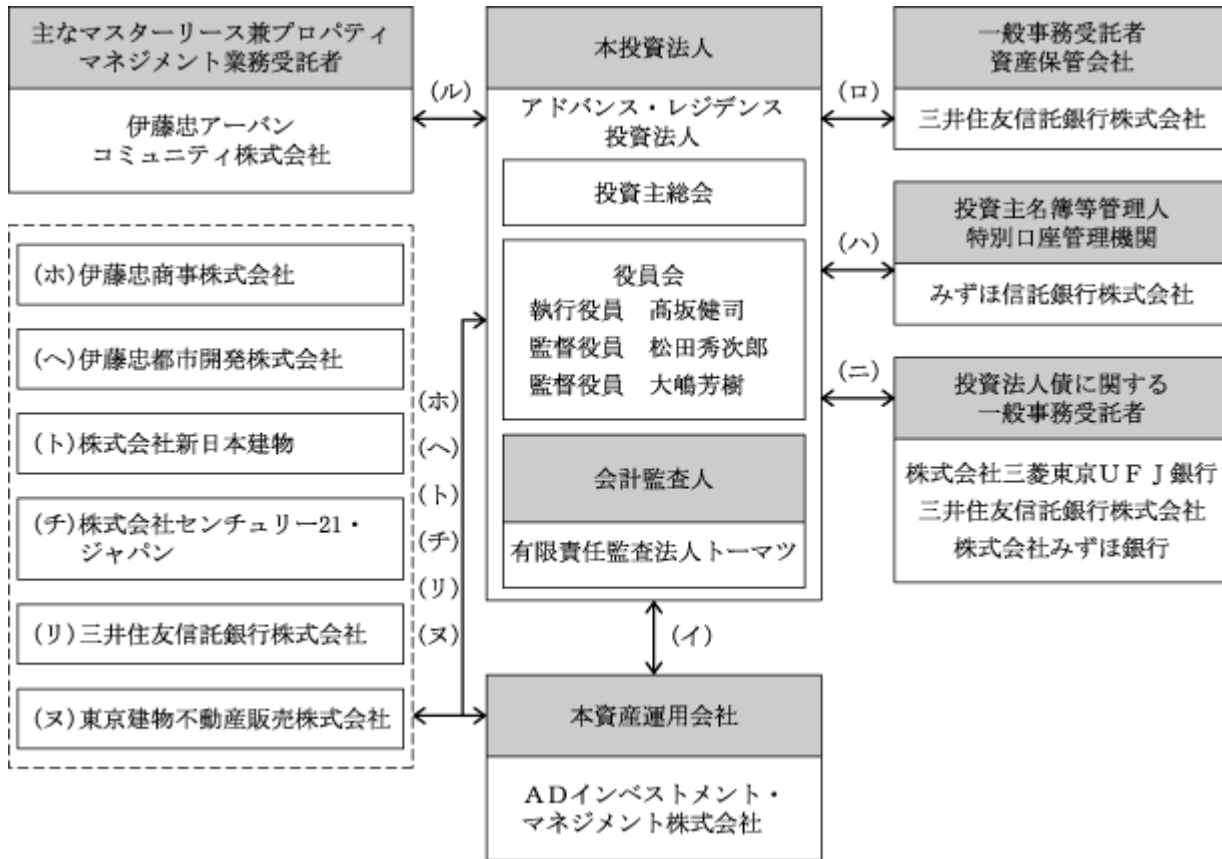 主なマスターリース兼プロパティ
マネジメント業務受託者
伊藤忠アーバン
コミュニティ株式会社
(ル)
本投資法人
アドバンス・レジデンス
投資法人
投資主総会
役員会
執行役員 髙坂健司
監督役員 松田秀次郎
監督役員 大嶋芳樹
会計監査人
有限責任監査法人トーマツ
(ロ)
一般事務受託者
資産保管会社
三井住友信託銀行株式会社
(ハ)
投資主名簿等管理人
特別口座管理機関
みずほ信託銀行株式会社
(ニ)
投資法人債に関する
一般事務受託者
株式会社三菱東京UFJ銀行
三井住友信託銀行株式会社
株式会社みずほ銀行
(ホ)伊藤忠商事株式会社
(ヘ)伊藤忠都市開発株式会社
(ト)株式会社新日本建物
(チ)株式会社センチュリー21・
ジャパン
(リ)三井住友信託銀行株式会社
(ヌ)東京建物不動産販売株式会社
(ホ)
(ヘ)
(ト)
(チ)
(リ)
(ヌ)
(イ)
本資産運用会社
ADインベストメント・
マネジメント株式会社